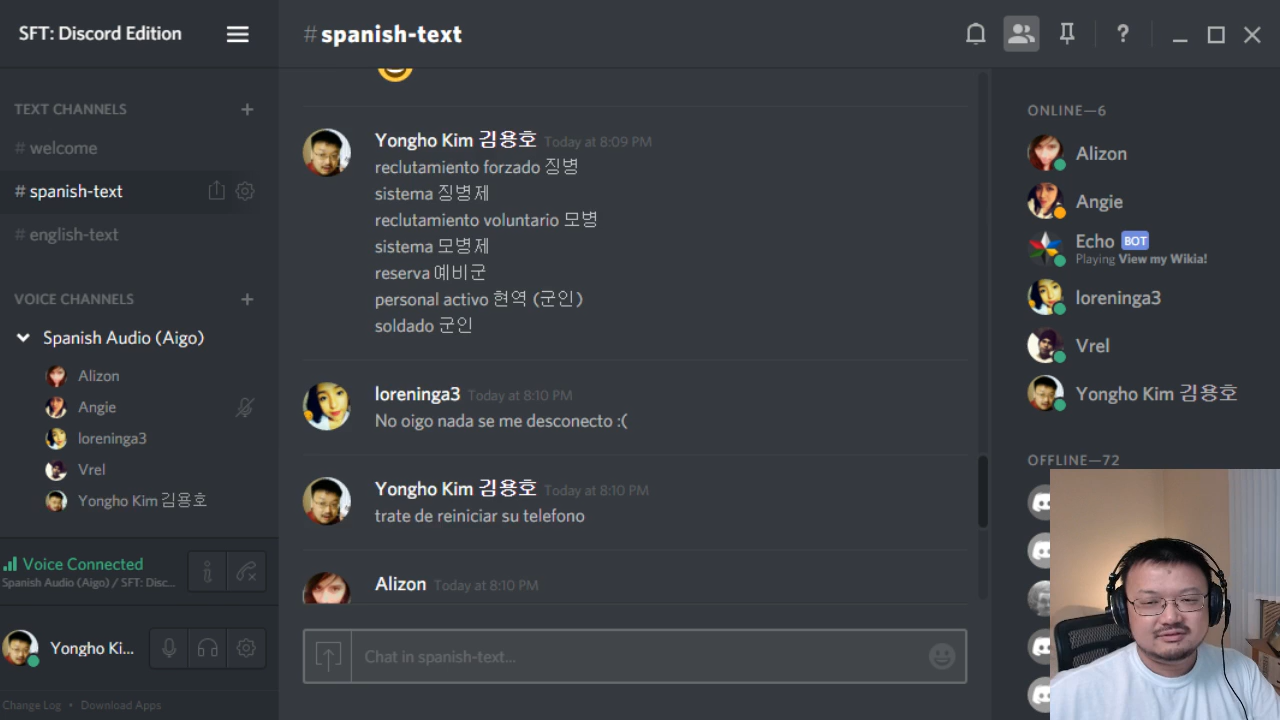 SFT: Discord Edition
TEXT CHANNELS
# welcome
# spanish-text
# english-text
VOICE CHANNELS
Spanish Audio (Aigo)
Alizon
Angie
loreninga3
Vrel
Yongho Kim 김용호
Voice Connected
Spanish Audio (Aigo) / SFT: Disc...
Yongho Ki...
Change Log • Download Apps
# spanish-text
Yongho Kim 김용호 Today at 8:09 PM
reclutamiento forzado 징병
sistema 징병제
reclutamiento voluntario 모병
sistema 모병제
reserva 예비군
personal activo 현역 (군인)
soldado 군인
loreninga3 Today at 8:10 PM
No oigo nada se me desconecto :(
Yongho Kim 김용호 Today at 8:10 PM
trate de reiniciar su telefono
Alizon Today at 8:10 PM
Chat in spanish-text...
ONLINE—6
Alizon
Angie
Echo BOT
Playing View my Wikia!
loreninga3
Vrel
Yongho Kim 김용호
OFFLINE—72